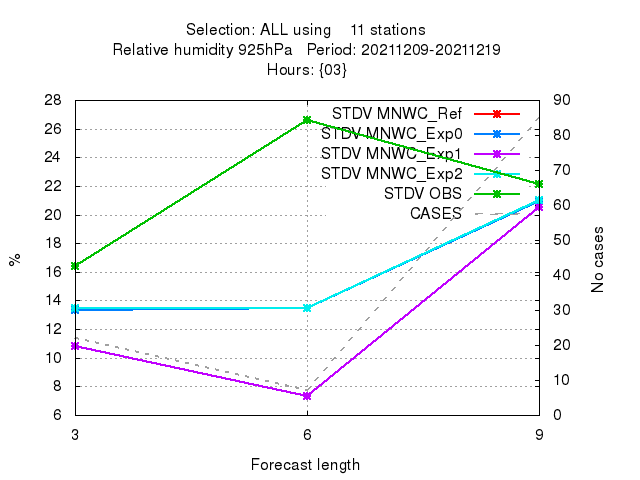 Selection: ALL using    11 stations
Relative humidity 925hPa   Period: 20211209-20211219
Hours: {03}
28
26
24
22
20
18
16
14
12
10
8
6
%
90
80
70
60
50
40
30
20
10
0
No cases
STDV MNWC_Ref
STDV MNWC_Exp0
STDV MNWC_Exp1
STDV MNWC_Exp2
STDV OBS
CASES
3
6
9
Forecast length